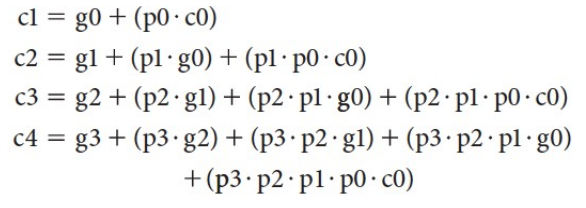 c1 = g0 + (p0·c0)
c2 = g1 + (p1·g0) + (p1·p0·c0)
c3 = g2 + (p2·g1) + (p2·p1·g0) + (p2·p1·p0·c0)
c4 = g3 + (p3·g2) + (p3·p2·g1) + (p3·p2·p1·g0)
+ (p3·p2·p1·p0·c0)